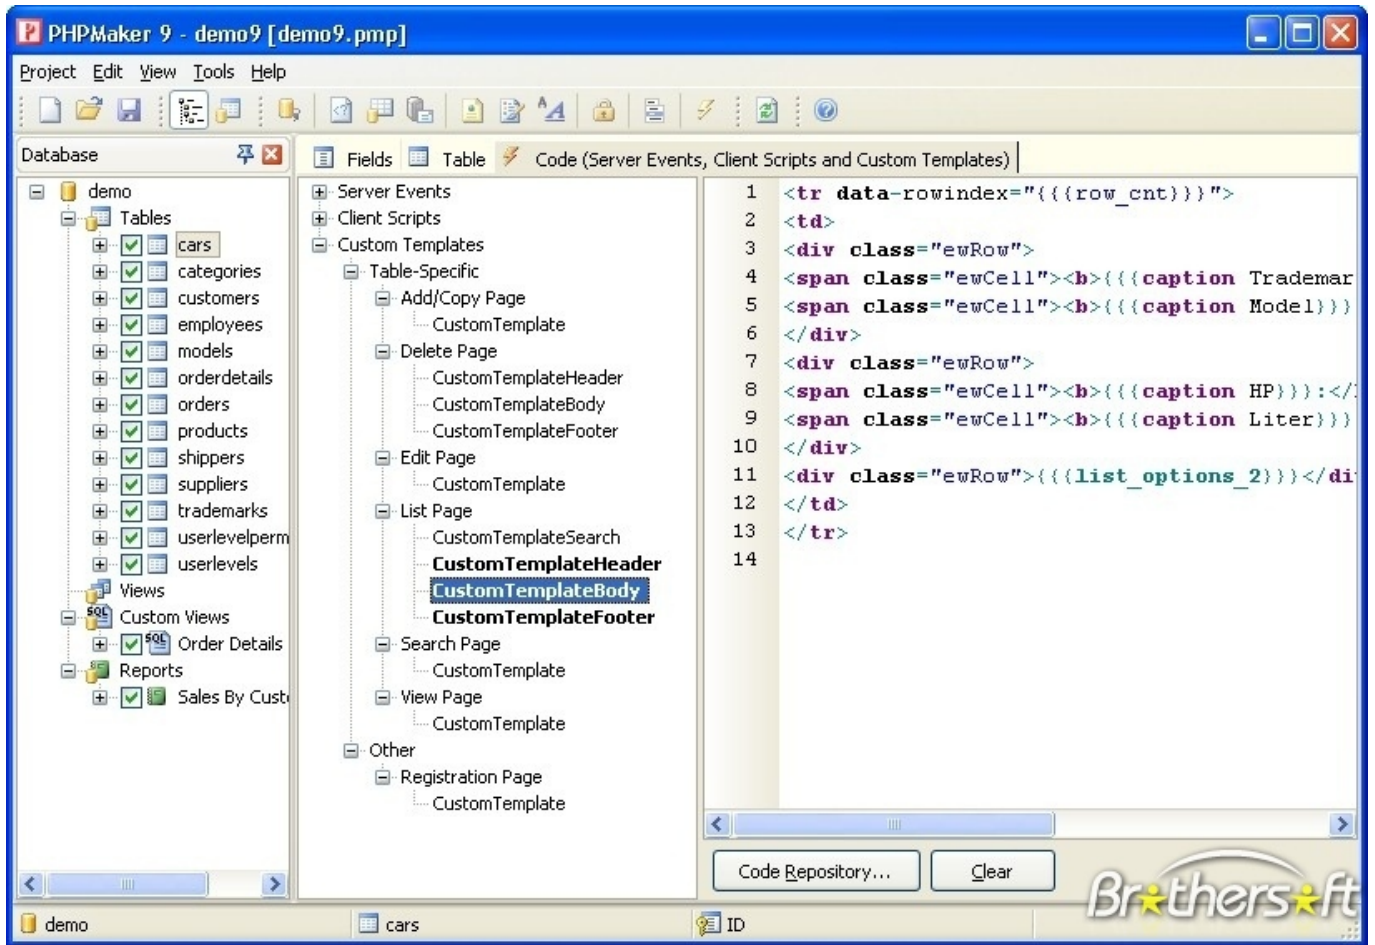 PHPMaker 9 - demo9 [demo9.pmp]
Project Edit View Tools Help
Database
demo
Tables
cars
categories
customers
employees
models
orderdetails
orders
products
shippers
suppliers
trademarks
userlevelperm
userlevels
Views
Custom Views
SQL
SQL Order Details
Reports
Sales By Cust
Fields Table Code (Server Events, Client Scripts and Custom Templates)
Server Events
Client Scripts
Custom Templates
Table-Specific
Add/Copy Page
CustomTemplate
Delete Page
CustomTemplateHeader
CustomTemplateBody
CustomTemplateFooter
Edit Page
CustomTemplate
List Page
CustomTemplateSearch
CustomTemplateHeader
CustomTemplateBody
CustomTemplateFooter
Search Page
CustomTemplate
View Page
CustomTemplate
Other
Registration Page
CustomTemplate
1 <tr data-rowindex="{{{row_cnt}}}">
2 <td>
3 <div class="ewRow">
4 <span class="ewCell"><b>{{{caption Trademar
5 <span class="ewCell"><b>{{{caption Model}}}
6 </div>
7 <div class="ewRow">
8 <span class="ewCell"><b>{{{caption HP}}}:</
9 <span class="ewCell"><b>{{{caption Liter}}}
10 </div>
11 <div class="ewRow">{{{list_options_2}}}</di
12 </td>
13 </tr>
14
Code Repository... Clear
Brothersoft
demo cars ID